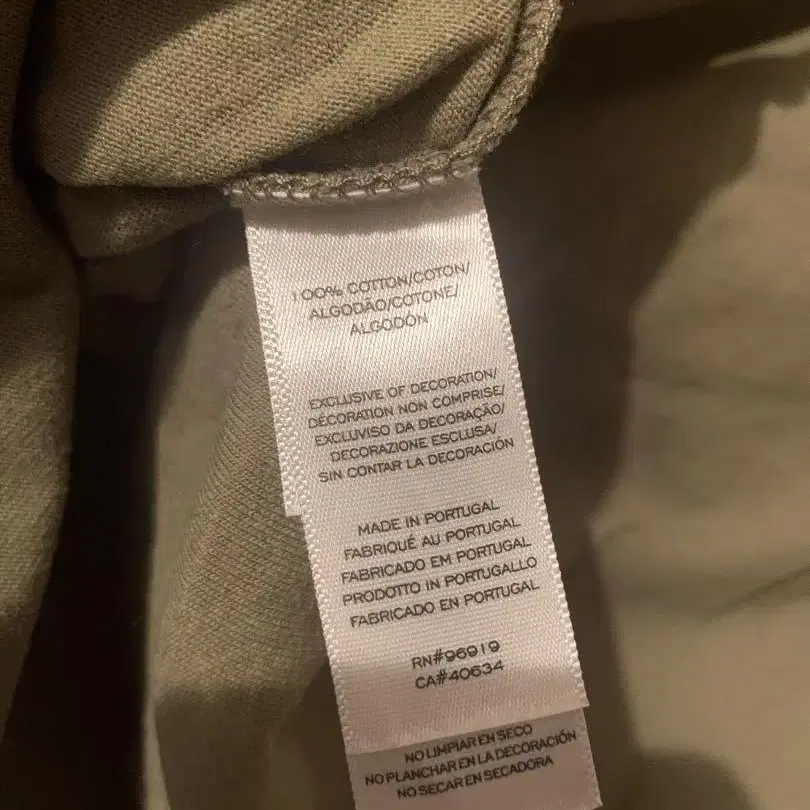 100% COTTON/COTON/
ALGODÃO/COTONE/
ALGODÓN
EXCLUSIVE OF DECORATION/
DÉCORATION NON COMPRISE/
EXCLUVISO DA DECORAÇÃO/
DECORAZIONE ESCLUSA/
SIN CONTAR LA DECORACIÓN
MADE IN PORTUGAL
FABRIQUÉ AU PORTUGAL
FABRICADO EM PORTUGAL
PRODOTTO IN PORTUGALLO
FABRICADO EN PORTUGAL
RN#96919
CA#40634
NO LIMPIAR EN SECO
NO PLANCHAR EN LA DECORACIÓN
NO SECAR EN SECADORA